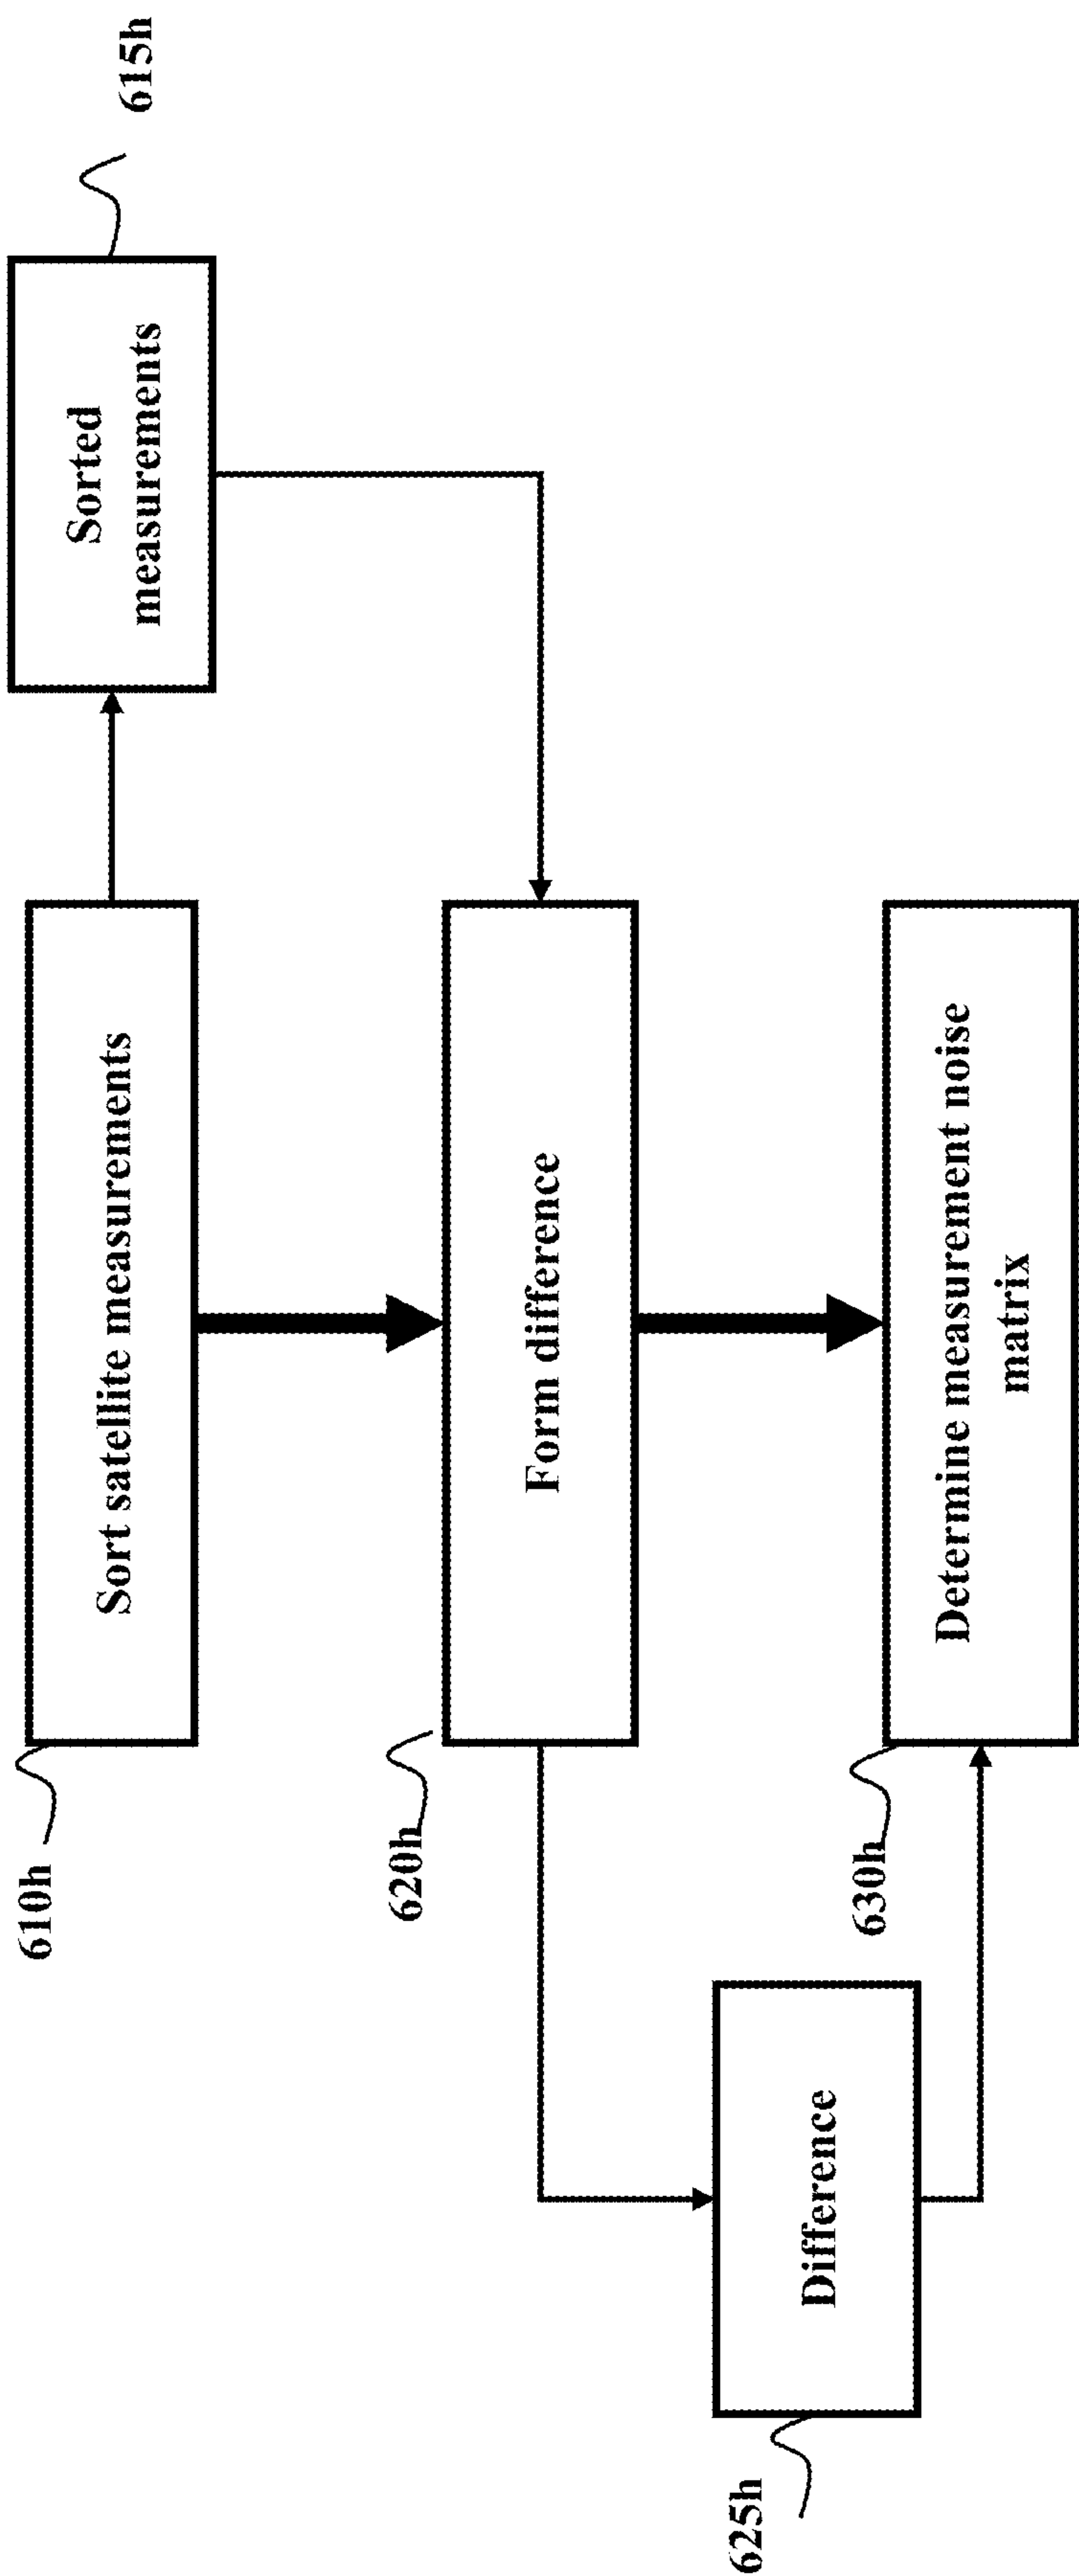 610h
Sort satellite measurements
Sorted
measurements
615h
620h
Form difference
625h
Difference
630h
Determine measurement noise
matrix